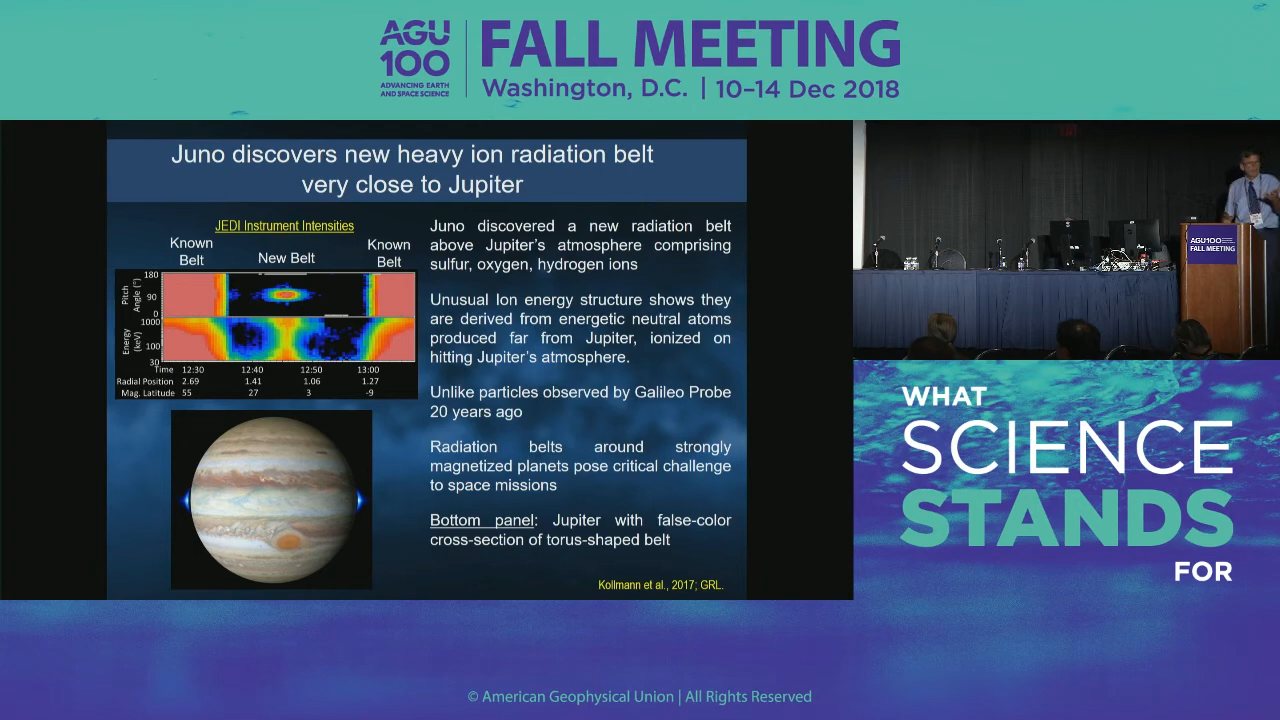 AGU
100
ADVANCING EARTH
AND SPACE SCIENCE
FALL MEETING
Washington, D.C. | 10–14 Dec 2018
Juno discovers new heavy ion radiation belt
very close to Jupiter
JEDI Instrument Intensities
Known
Belt
New Belt
Known
Belt
Pitch
Angle (°)
180
90
0
Energy
(keV)
1000
100
30
Time 12:30 12:40 12:50 13:00
Radial Position 2.69 1.41 1.06 1.27
Mag. Latitude 55 27 3 -9
Juno discovered a new radiation belt
above Jupiter's atmosphere comprising
sulfur, oxygen, hydrogen ions
Unusual Ion energy structure shows they
are derived from energetic neutral atoms
produced far from Jupiter, ionized on
hitting Jupiter's atmosphere.
Unlike particles observed by Galileo Probe
20 years ago
Radiation belts around strongly
magnetized planets pose critical challenge
to space missions
Bottom panel: Jupiter with false-color
cross-section of torus-shaped belt
Kollmann et al., 2017; GRL.
AGU100
FALL MEETING
WHAT
SCIENCE
STANDS
FOR
© American Geophysical Union | All Rights Reserved